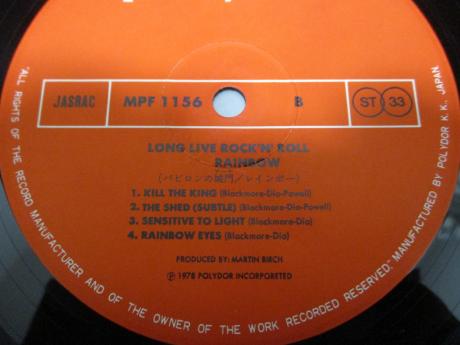 JASRAC
MPF 1156
B
ST 33
LONG LIVE ROCK'N' ROLL
RAINBOW
(バビロンの城門/レインボー)
1. KILL THE KING (Blackmore-Dio-Powell)
2. THE SHED (SUBTLE) (Blackmore-Dio-Powell)
3. SENSITIVE TO LIGHT (Blackmore-Dio)
4. RAINBOW EYES (Blackmore-Dio)
PRODUCED BY: MARTIN BIRCH
Ⓟ 1978 POLYDOR INCORPORETED
"ALL RIGHTS OF THE RECORD MANUFACTURER AND OF THE OWNER OF THE WORK RECORDED RESERVED." MANUFACTURED BY POLYDOR K.K., JAPAN.